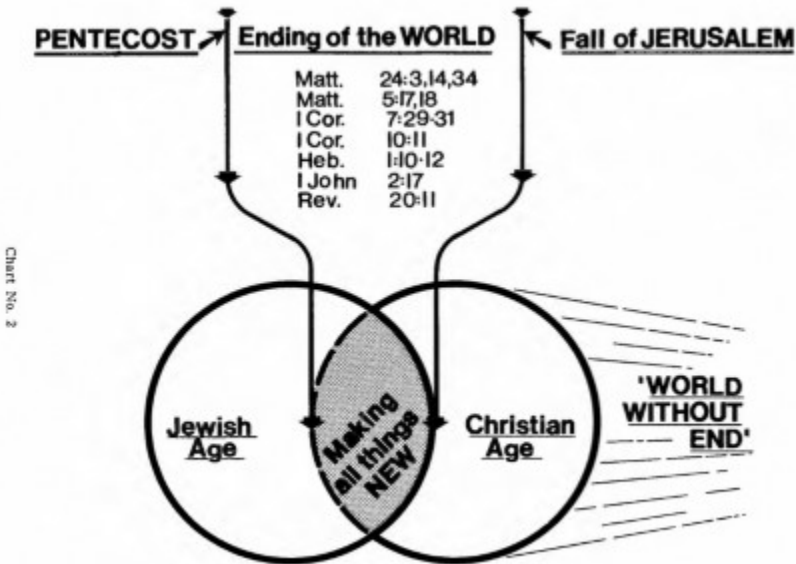 PENTECOST
Ending of the WORLD
Fall of JERUSALEM
Matt. 24:3,14,34
Matt. 5:17,18
I Cor. 7:29-31
I Cor. 10:11
Heb. 1:10-12
I John 2:17
Rev. 20:11
Chart No. 2
Jewish
Age
Making
all things
NEW
Christian
Age
'WORLD
WITHOUT
END'